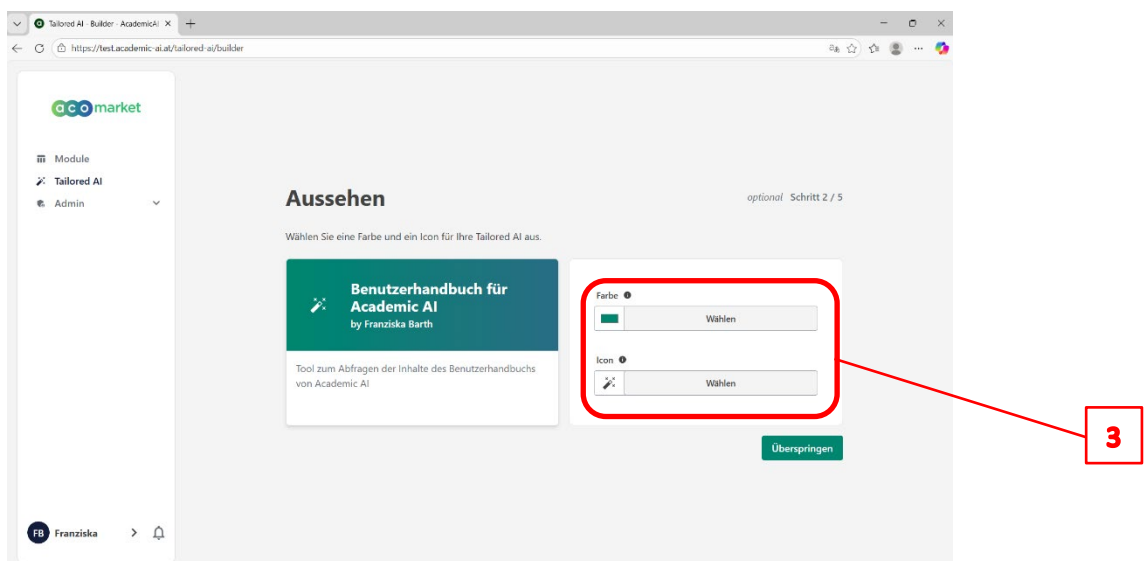 Tailored AI - Builder - AcademicAI
https://test.academic-ai.at/tailored-ai/builder
aco market
Module
Tailored AI
Admin
Aussehen
optional Schritt 2 / 5
Wählen Sie eine Farbe und ein Icon für Ihre Tailored AI aus.
Benutzerhandbuch für
Academic AI
by Franziska Barth
Tool zum Abfragen der Inhalte des Benutzerhandbuchs
von Academic AI
Farbe
Wählen
Icon
Wählen
3
Überspringen
FB Franziska